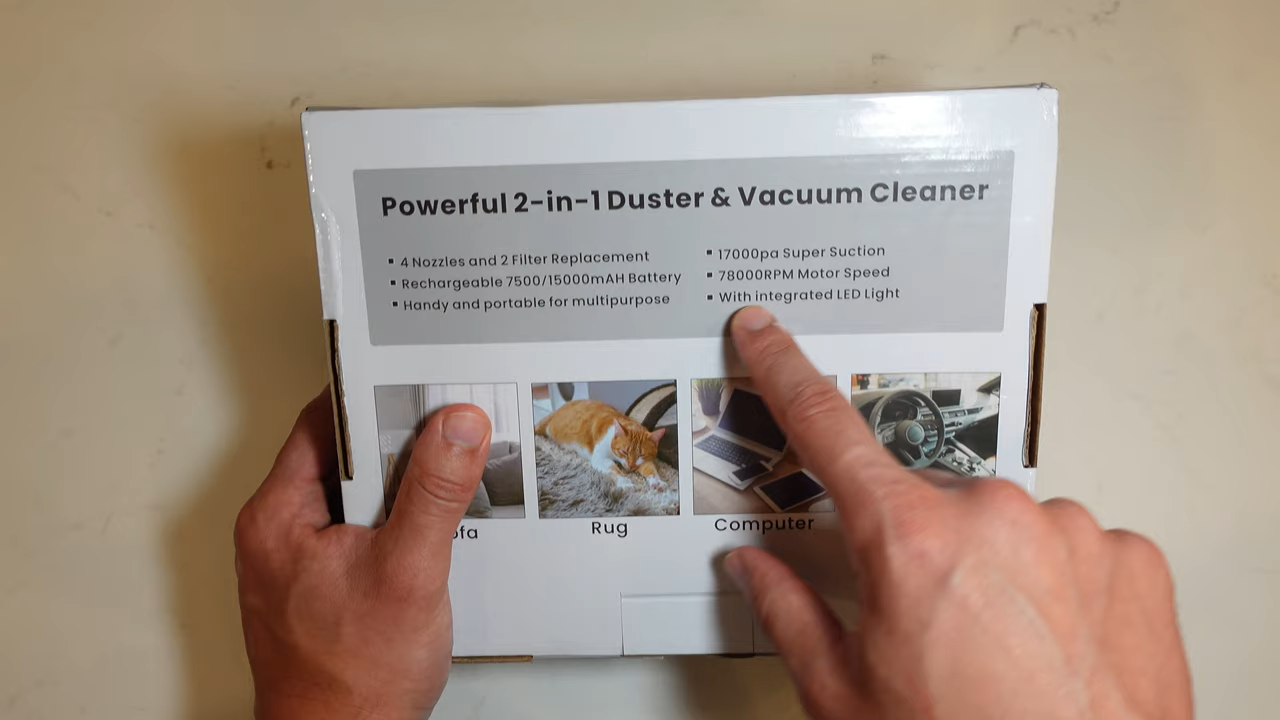 Powerful 2-in-1 Duster & Vacuum Cleaner
▪ 4 Nozzles and 2 Filter Replacement
▪ Rechargeable 7500/15000mAH Battery
▪ Handy and portable for multipurpose
▪ 17000pa Super Suction
▪ 78000RPM Motor Speed
▪ With integrated LED Light
Rug
Computer